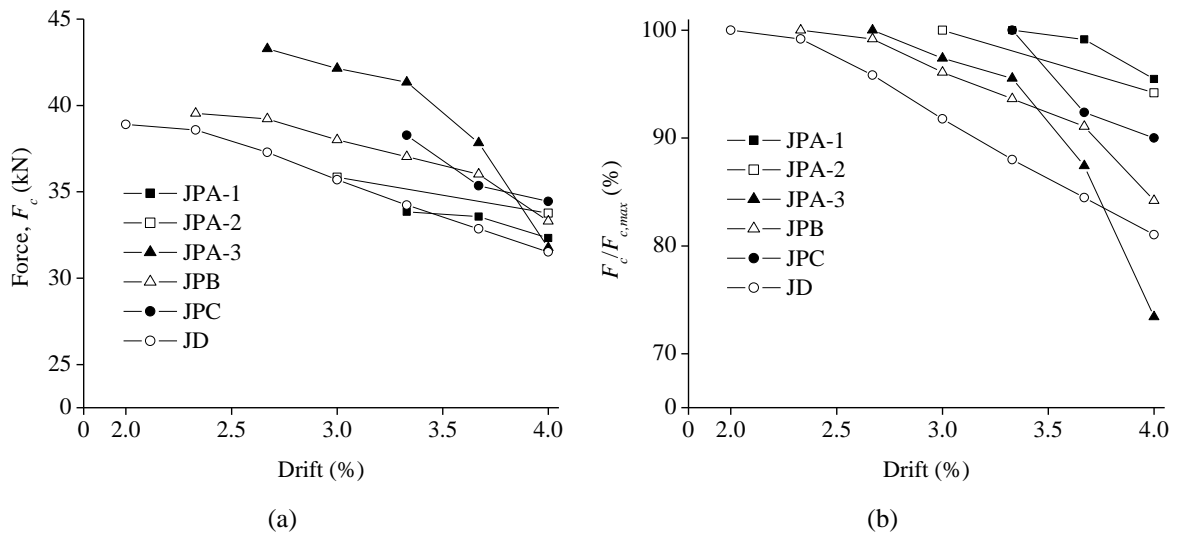 45
40
35
30
25
0
Force, F_c (kN)
JPA-1
JPA-2
JPA-3
JPB
JPC
JD
0 2.0 2.5 3.0 3.5 4.0
Drift (%)
(a)
100
90
80
70
0
F_c/F_c,max (%)
JPA-1
JPA-2
JPA-3
JPB
JPC
JD
0 2.0 2.5 3.0 3.5 4.0
Drift (%)
(b)